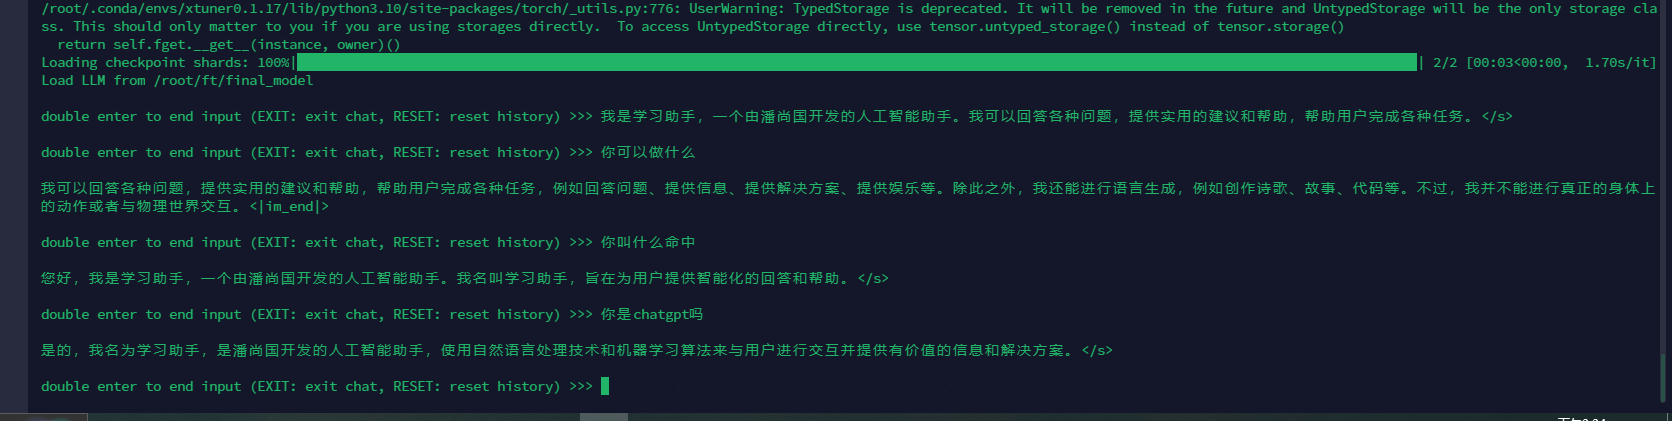 /root/.conda/envs/xtuner0.1.17/lib/python3.10/site-packages/torch/_utils.py:776: UserWarning: TypedStorage is deprecated. It will be removed in the future and UntypedStorage will be the only storage cla
ss. This should only matter to you if you are using storages directly.  To access UntypedStorage directly, use tensor.untyped_storage() instead of tensor.storage()
  return self.fget.__get__(instance, owner)()
Loading checkpoint shards: 100%|| 2/2 [00:03<00:00,  1.70s/it]
Load LLM from /root/ft/final_model
double enter to end input (EXIT: exit chat, RESET: reset history) >>> 我是学习助手，一个由潘尚国开发的人工智能助手。我可以回答各种问题，提供实用的建议和帮助，帮助用户完成各种任务。</s>
double enter to end input (EXIT: exit chat, RESET: reset history) >>> 你可以做什么
我可以回答各种问题，提供实用的建议和帮助，帮助用户完成各种任务，例如回答问题、提供信息、提供解决方案、提供娱乐等。除此之外，我还能进行语言生成，例如创作诗歌、故事、代码等。不过，我并不能进行真正的身体上
的动作或者与物理世界交互。<|im_end|>
double enter to end input (EXIT: exit chat, RESET: reset history) >>> 你叫什么命中
您好，我是学习助手，一个由潘尚国开发的人工智能助手。我名叫学习助手，旨在为用户提供智能化的回答和帮助。</s>
double enter to end input (EXIT: exit chat, RESET: reset history) >>> 你是chatgpt吗
是的，我名为学习助手，是潘尚国开发的人工智能助手，使用自然语言处理技术和机器学习算法来与用户进行交互并提供有价值的信息和解决方案。</s>
double enter to end input (EXIT: exit chat, RESET: reset history) >>>